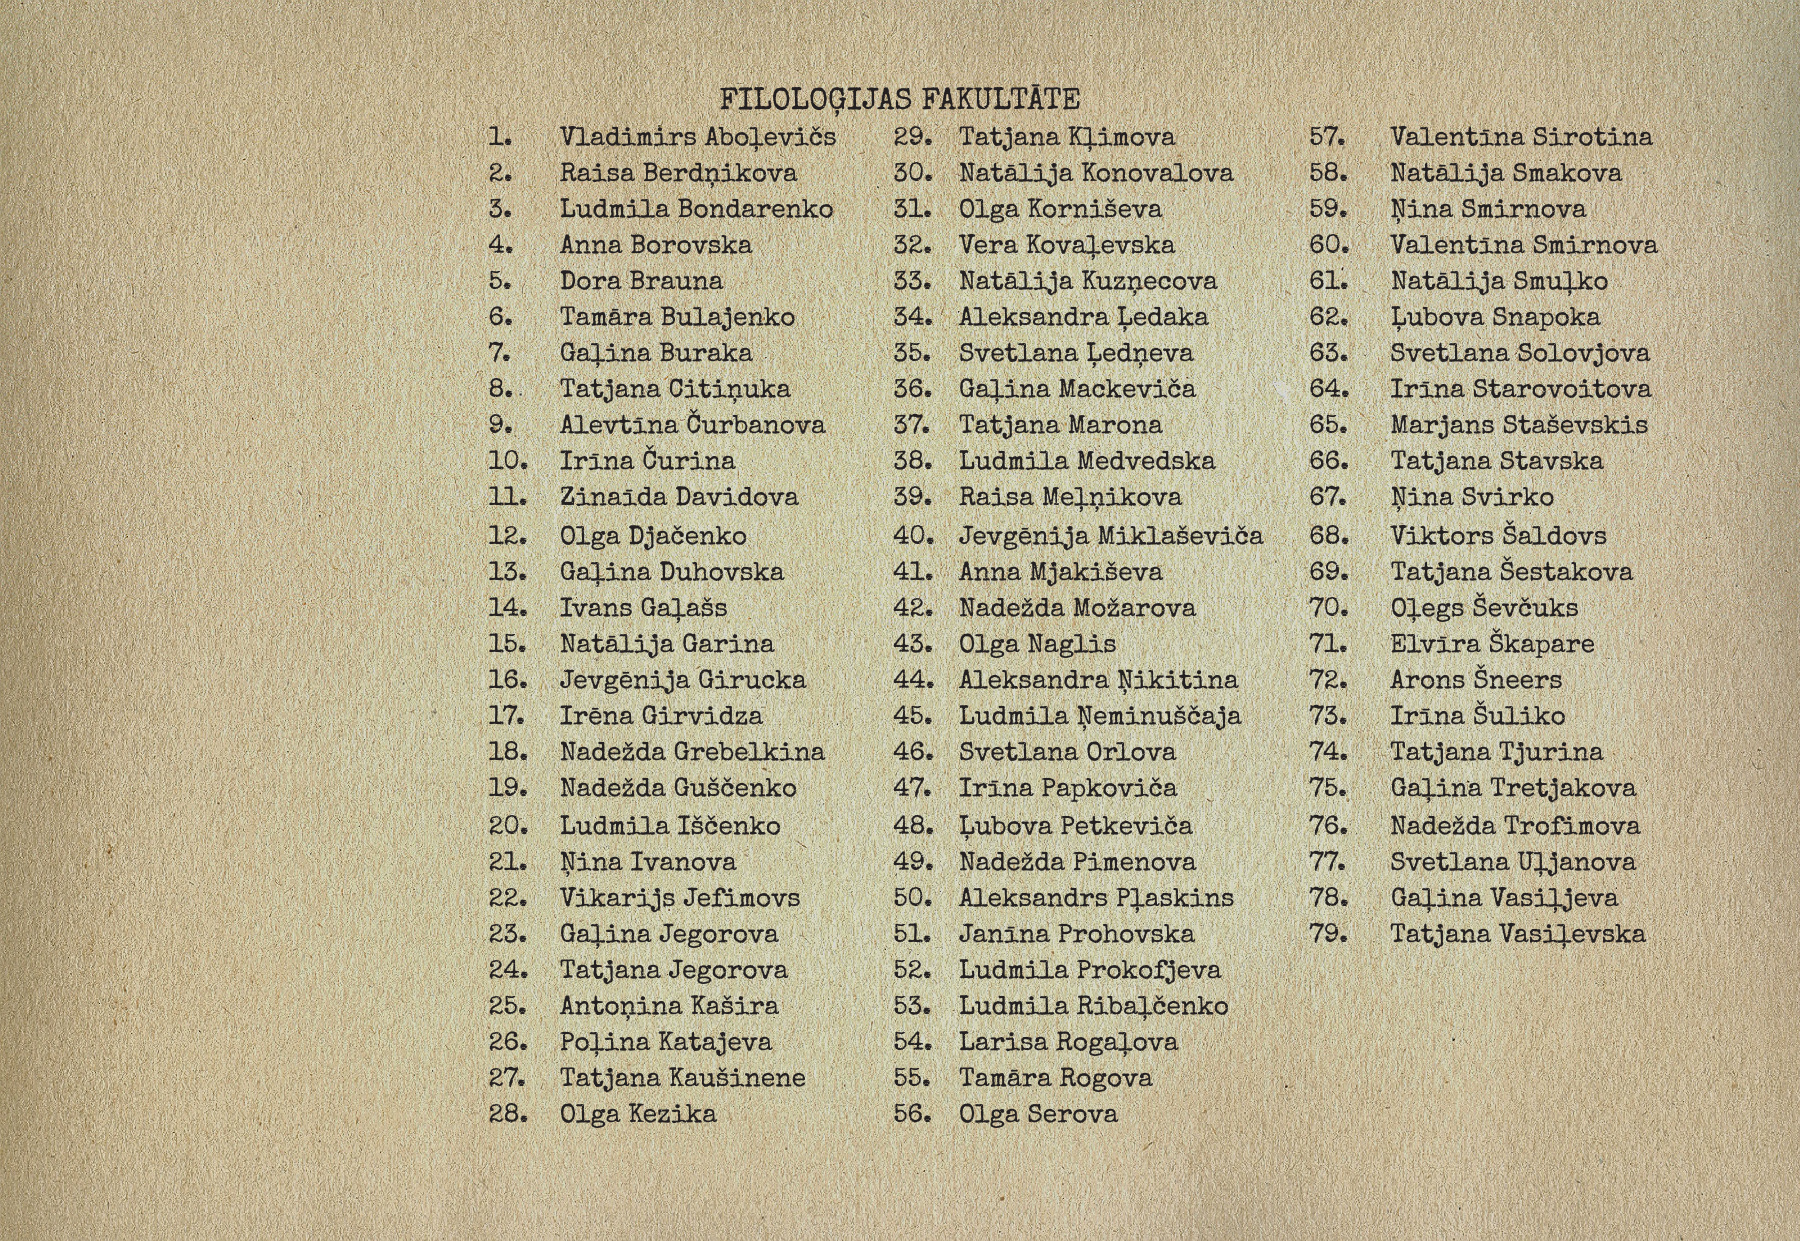 FILOLOĢIJAS FAKULTĀTE
1. Vladimirs Aboļevičs
2. Raisa Berdņikova
3. Ludmila Bondarenko
4. Anna Borovska
5. Dora Brauna
6. Tamāra Bulajenko
7. Gaļina Buraka
8. Tatjana Citiņuka
9. Alevtīna Čurbanova
10. Irīna Čurina
11. Zinaīda Davidova
12. Olga Djačenko
13. Gaļina Duhovska
14. Ivans Gaļašs
15. Natālija Garina
16. Jevgēnija Girucka
17. Irēna Girvidza
18. Nadežda Grebelkina
19. Nadežda Guščenko
20. Ludmila Iščenko
21. Ņina Ivanova
22. Vikarijs Jefimovs
23. Gaļina Jegorova
24. Tatjana Jegorova
25. Antoņina Kašira
26. Poļina Katajeva
27. Tatjana Kaušinene
28. Olga Kezika
29. Tatjana Kļimova
30. Natālija Konovalova
31. Olga Korniševa
32. Vera Kovaļevska
33. Natālija Kuzņecova
34. Aleksandra Ļedaka
35. Svetlana Ļedņeva
36. Gaļina Mackeviča
37. Tatjana Marona
38. Ludmila Medvedska
39. Raisa Meļņikova
40. Jevgēnija Miklaševiča
41. Anna Mjakiševa
42. Nadežda Možarova
43. Olga Naglis
44. Aleksandra Ņikitina
45. Ludmila Ņeminuščaja
46. Svetlana Orlova
47. Irīna Papkoviča
48. Ļubova Petkeviča
49. Nadežda Pimenova
50. Aleksandrs Pļaskins
51. Janīna Prohovska
52. Ludmila Prokofjeva
53. Ludmila Ribaļčenko
54. Larisa Rogaļova
55. Tamāra Rogova
56. Olga Serova
57. Valentīna Sirotina
58. Natālija Smakova
59. Ņina Smirnova
60. Valentīna Smirnova
61. Natālija Smuļko
62. Ļubova Snapoka
63. Svetlana Solovjova
64. Irīna Starovoitova
65. Marjans Staševskis
66. Tatjana Stavska
67. Ņina Svirko
68. Viktors Šaldovs
69. Tatjana Šestakova
70. Oļegs Ševčuks
71. Elvīra Škapare
72. Arons Šneers
73. Irīna Šuliko
74. Tatjana Tjurina
75. Gaļina Tretjakova
76. Nadežda Trofimova
77. Svetlana Uļjanova
78. Gaļina Vasiļjeva
79. Tatjana Vasiļevska